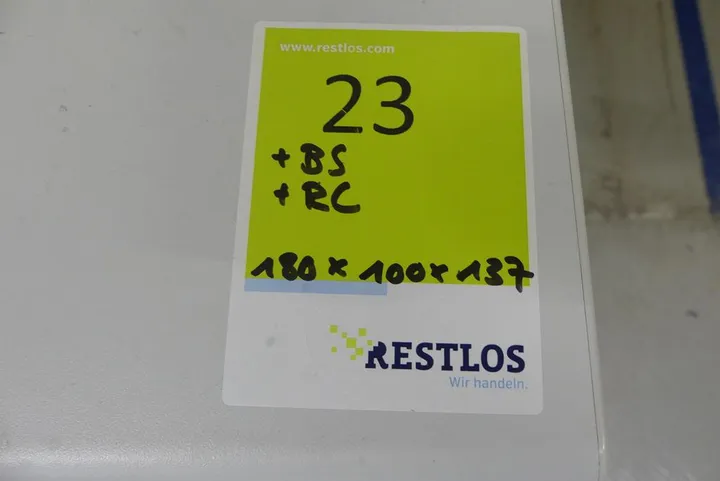 www.restlos.com
23
+ BS
+ RC
180 x 100 x 137
RESTLOS
Wir handeln.